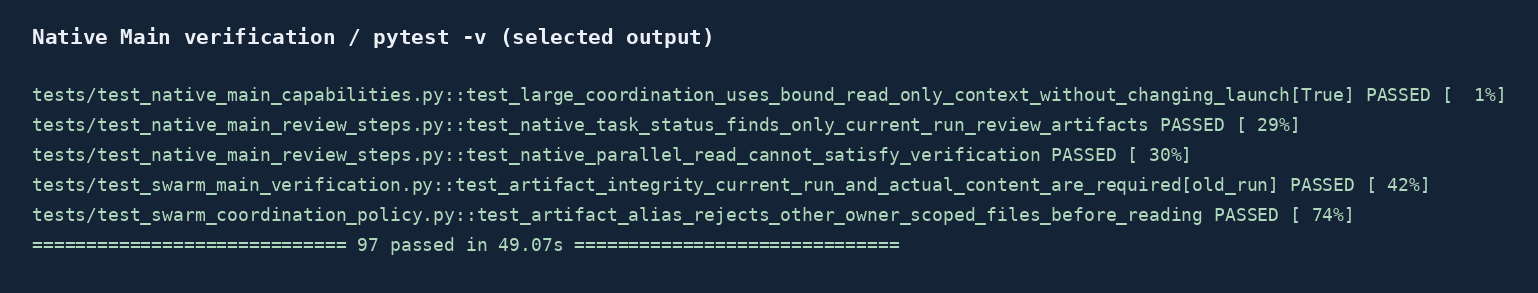 Native Main verification / pytest -v (selected output)
tests/test_native_main_capabilities.py::test_large_coordination_uses_bound_read_only_context_without_changing_launch[True] PASSED [  1%]
tests/test_native_main_review_steps.py::test_native_task_status_finds_only_current_run_review_artifacts PASSED [ 29%]
tests/test_native_main_review_steps.py::test_native_parallel_read_cannot_satisfy_verification PASSED [ 30%]
tests/test_swarm_main_verification.py::test_artifact_integrity_current_run_and_actual_content_are_required[old_run] PASSED [ 42%]
tests/test_swarm_coordination_policy.py::test_artifact_alias_rejects_other_owner_scoped_files_before_reading PASSED [ 74%]
============================= 97 passed in 49.07s ==============================